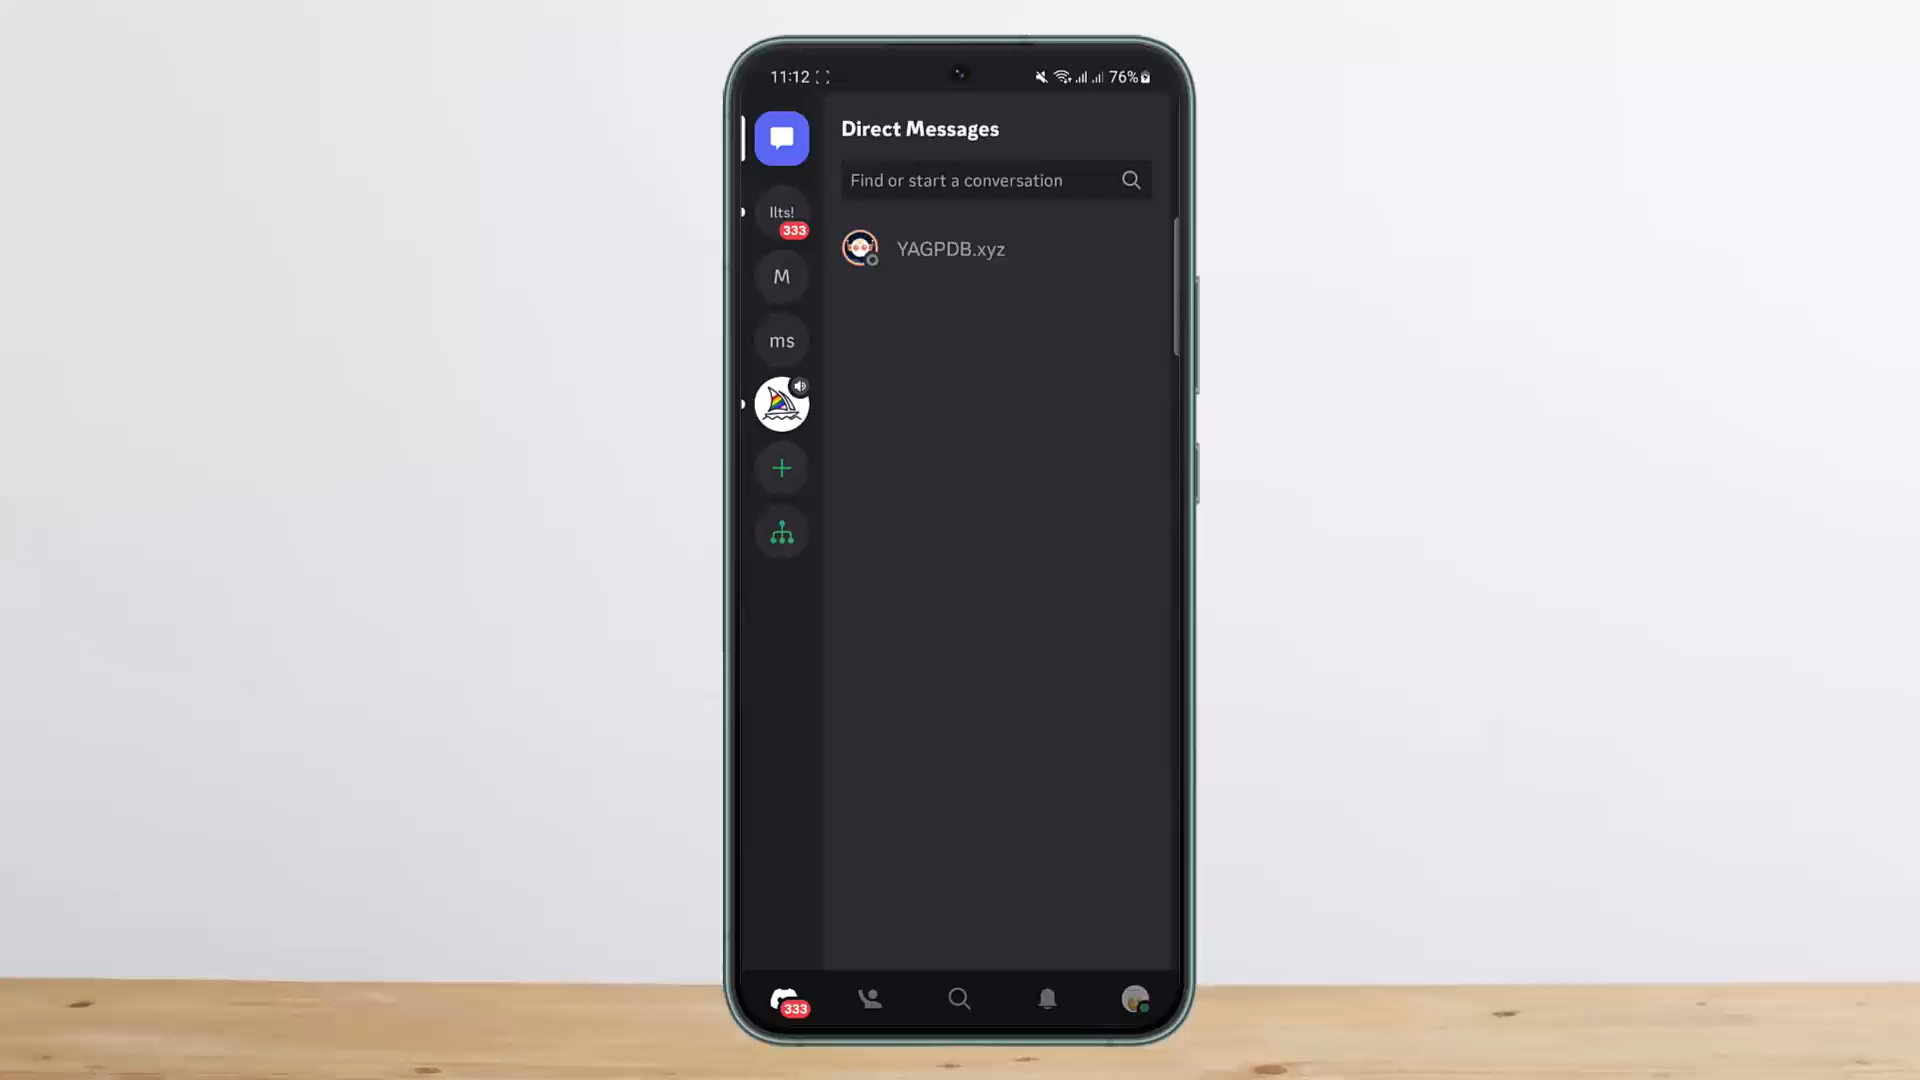 11:12
76%
Direct Messages
Find or start a conversation
llts!
333
YAGPDB.xyz
M
ms
333